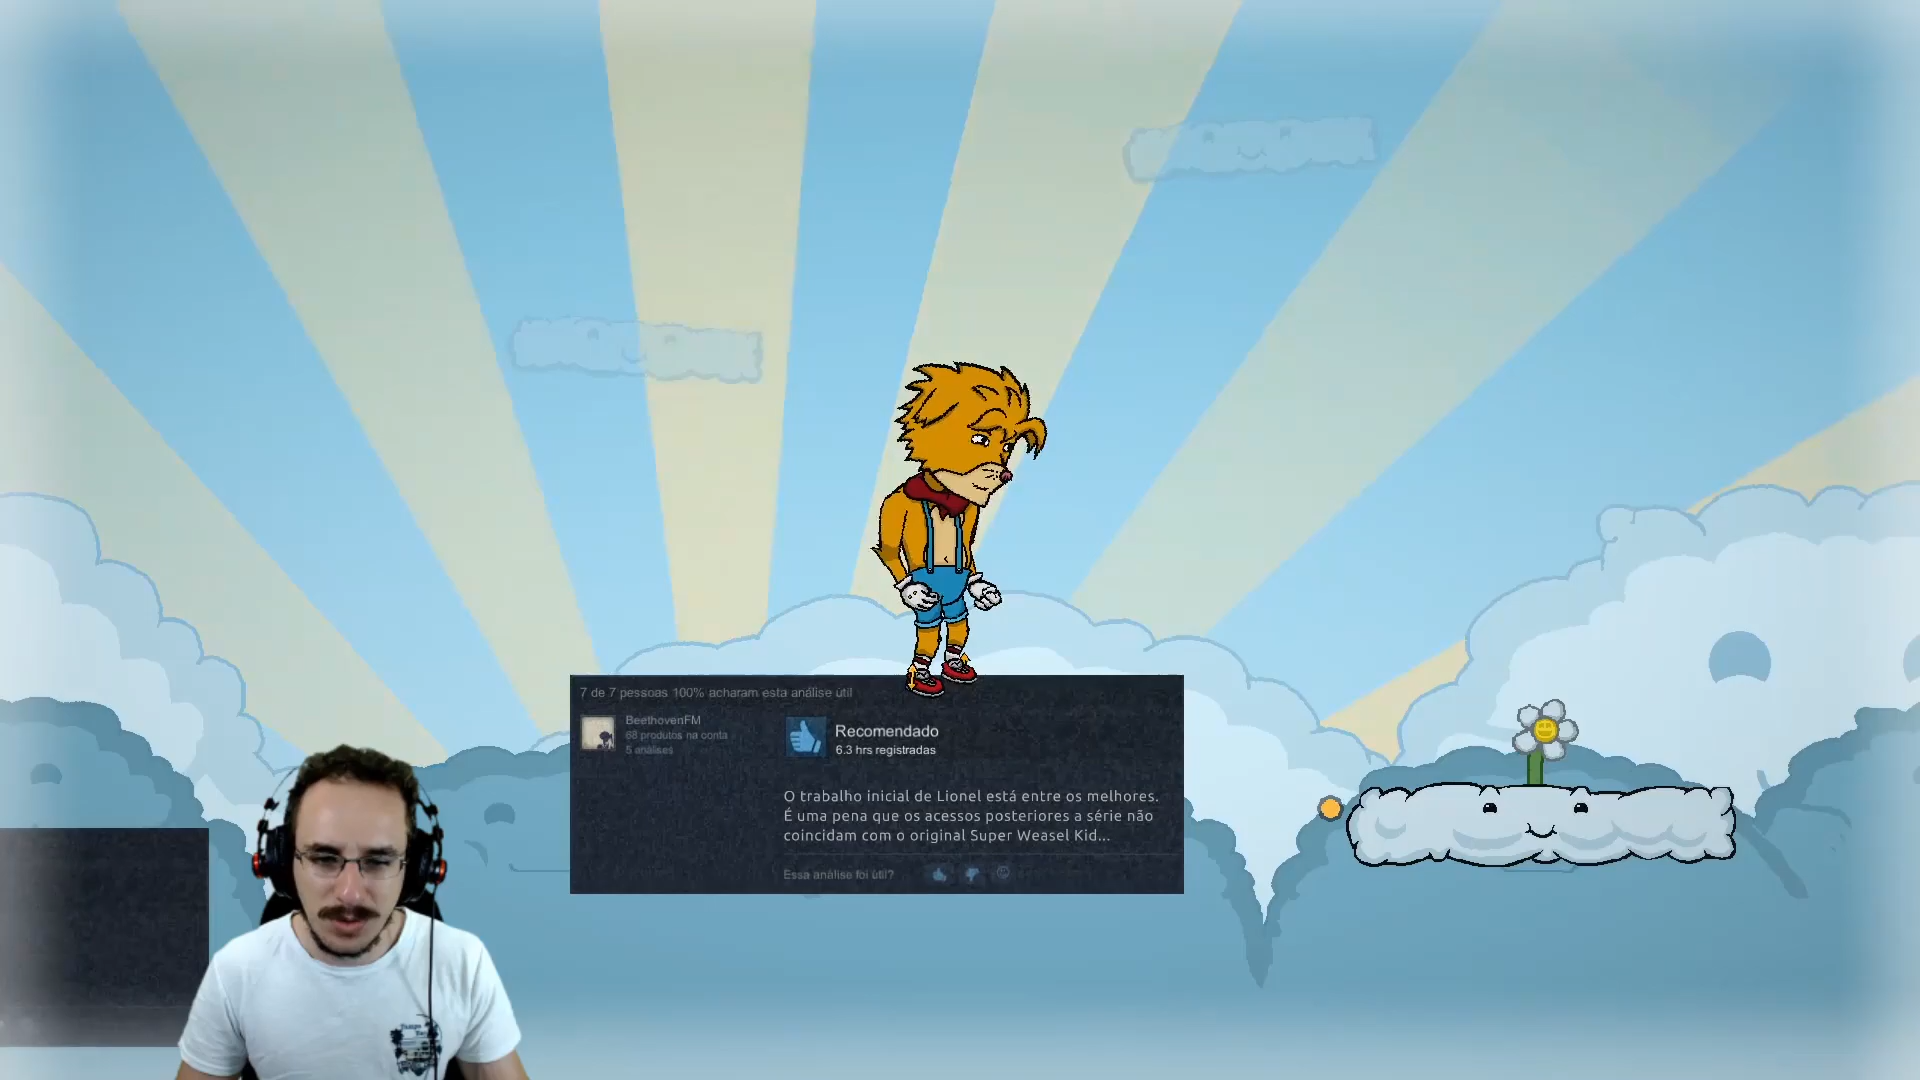 7 de 7 pessoas 100% acharam esta análise útil
BeethovenFM
68 produtos na conta
5 análises
Recomendado
6.3 hrs registradas
O trabalho inicial de Lionel está entre os melhores.
É uma pena que os acessos posteriores a série não
coincidam com o original Super Weasel Kid...
Essa análise foi útil?